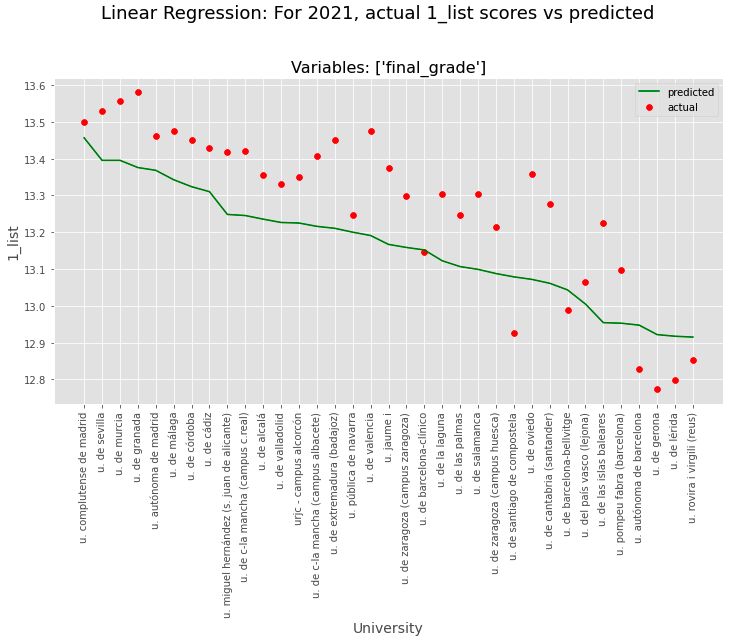 Linear Regression: For 2021, actual 1_list scores vs predicted
Variables: ['final_grade']
predicted
actual
13.6
13.5
13.4
13.3
13.2
13.1
13.0
12.9
12.8
1_list
u. complutense de madrid
u. de sevilla
u. de murcia
u. de granada
u. autónoma de madrid
u. de málaga
u. de córdoba
u. de cádiz
u. miguel hernández (s. juan de alicante)
u. de c-la mancha (campus c.real)
u. de alcalá
u. de valladolid
urjc - campus alcorcón
u. de c-la mancha (campus albacete)
u. de extremadura (badajoz)
u. pública de navarra
u. de valencia
u. jaume i
u. de zaragoza (campus zaragoza)
u. de barcelona-clínico
u. de la laguna
u. de las palmas
u. de salamanca
u. de zaragoza (campus huesca)
u. de santiago de compostela
u. de oviedo
u. de cantabria (santander)
u. de barcelona-bellvitge
u. del país vasco (lejona)
u. de las islas baleares
u. pompeu fabra (barcelona)
u. autónoma de barcelona
u. de gerona
u. de lérida
u. rovira i virgili (reus)
University